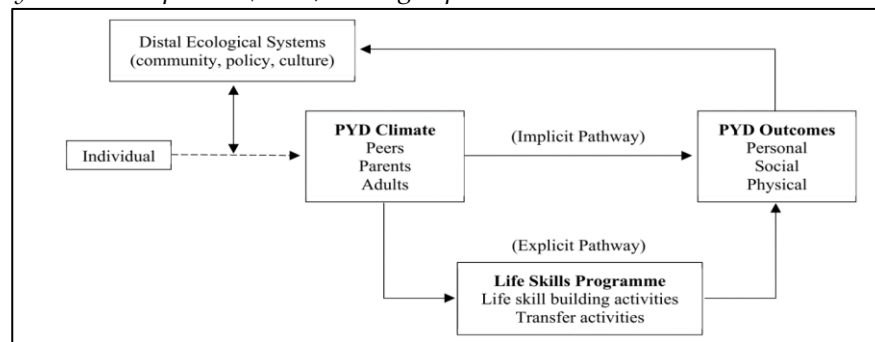 Distal Ecological Systems
(community, policy, culture)
Individual
PYD Climate
Peers
Parents
Adults
(Implicit Pathway)
PYD Outcomes
Personal
Social
Physical
(Explicit Pathway)
Life Skills Programme
Life skill building activities
Transfer activities